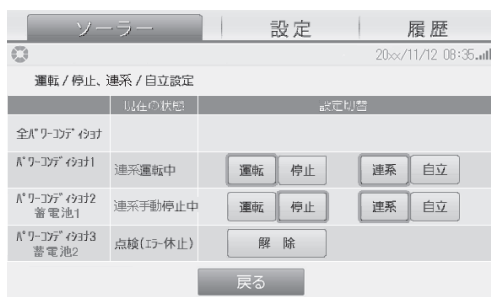 ソーラー 設定 履歴
20xx/11/12 08:35
運転/停止、連系/自立設定
現在の状態 設定切替
全パワーコンディショナ
パワーコンディショナ1 連系運転中 運転 停止 連系 自立
パワーコンディショナ2
蓄電池1 連系手動停止中 運転 停止 連系 自立
パワーコンディショナ3
蓄電池2 点検(エラー休止) 解除
戻る